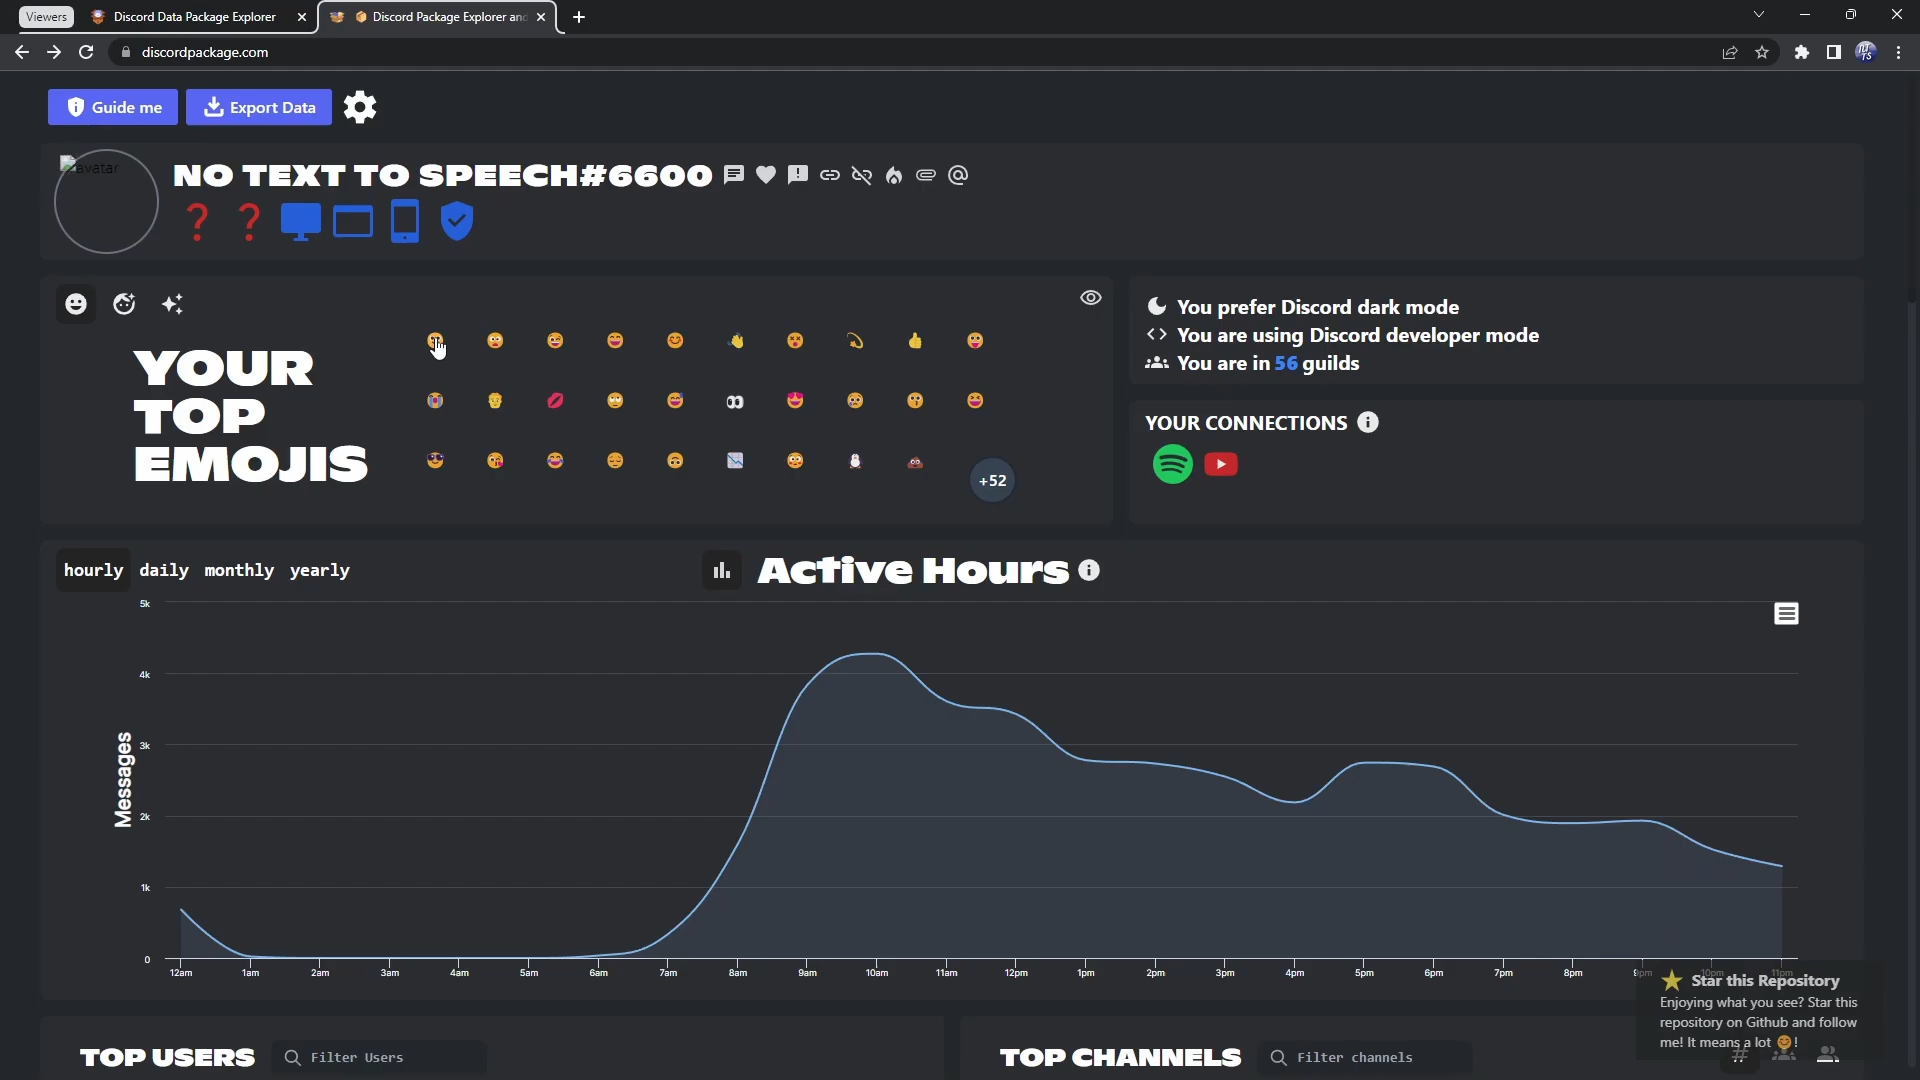 Viewers
Discord Data Package Explorer
Discord Package Explorer and
discordpackage.com
Guide me
Export Data
avatar
NO TEXT TO SPEECH#6600
YOUR
TOP
EMOJIS
+52
You prefer Discord dark mode
You are using Discord developer mode
You are in 56 guilds
YOUR CONNECTIONS
hourly daily monthly yearly
Active Hours
Messages
5k
4k
3k
2k
1k
0
12am 1am 2am 3am 4am 5am 6am 7am 8am 9am 10am 11am 12pm 1pm 2pm 3pm 4pm 5pm 6pm 7pm 8pm 9pm 10pm 11pm
Star this Repository
Enjoying what you see? Star this
repository on Github and follow
me! It means a lot 😊!
TOP USERS
Filter Users
TOP CHANNELS
Filter channels
#